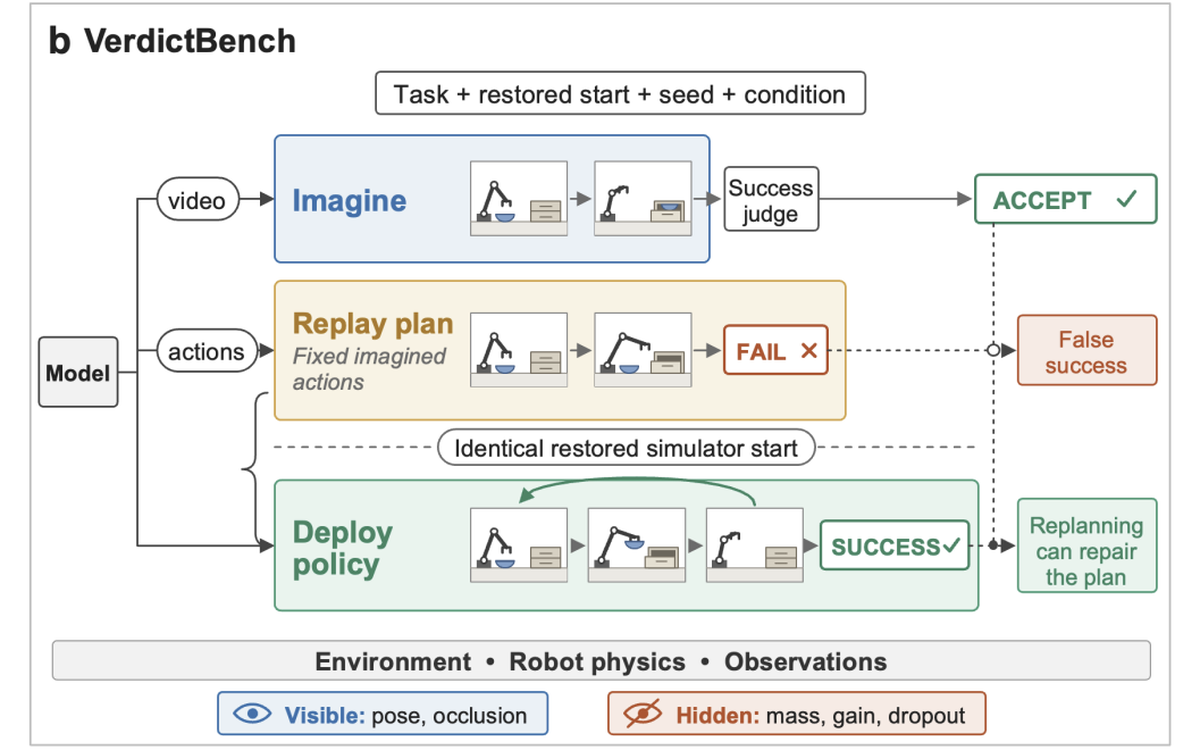 b VerdictBench
Task + restored start + seed + condition
video
Imagine
Success
judge
ACCEPT ✓
Model
actions
Replay plan
Fixed imagined
actions
FAIL ✕
False
success
Identical restored simulator start
Deploy
policy
SUCCESS✓
Replanning
can repair
the plan
Environment • Robot physics • Observations
Visible: pose, occlusion
Hidden: mass, gain, dropout